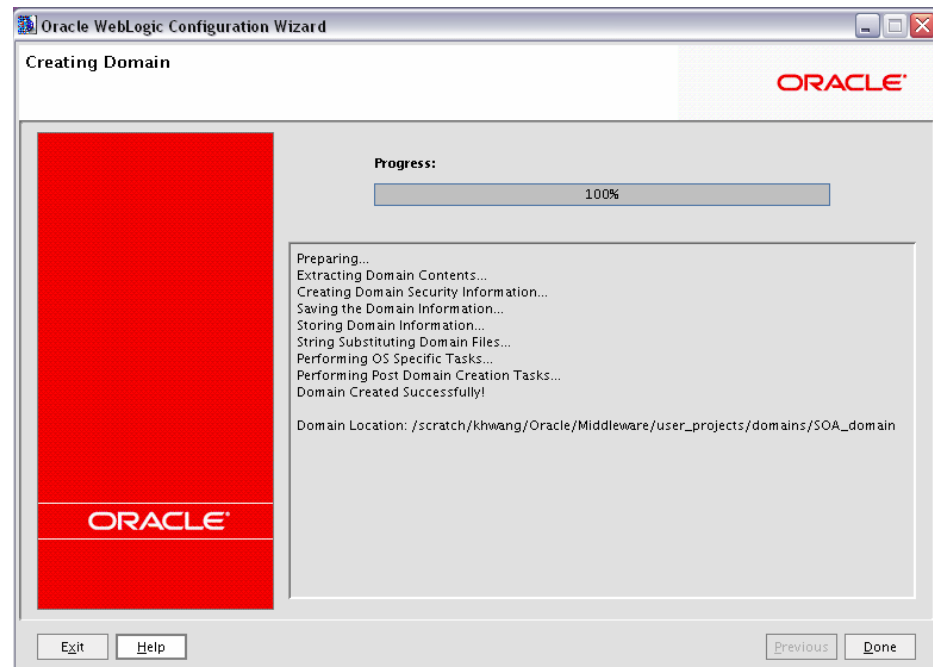 Oracle WebLogic Configuration Wizard
Creating Domain
ORACLE
Progress:
100%
Preparing...
Extracting Domain Contents...
Creating Domain Security Information...
Saving the Domain Information...
Storing Domain Information...
String Substituting Domain Files...
Performing OS Specific Tasks...
Performing Post Domain Creation Tasks...
Domain Created Successfully!
Domain Location: /scratch/khwang/Oracle/Middleware/user_projects/domains/SOA_domain
ORACLE
Exit
Help
Previous
Done